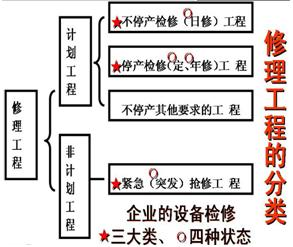 修理工程
计划工程
★不停产检修（日修）工程
★停产检修（定、年修）工 程
不停产其他要求的工 程
非计划工程
★紧急（突发）抢修工 程
企业的设备检修
★三大类、○四种状态
修理工程的分类